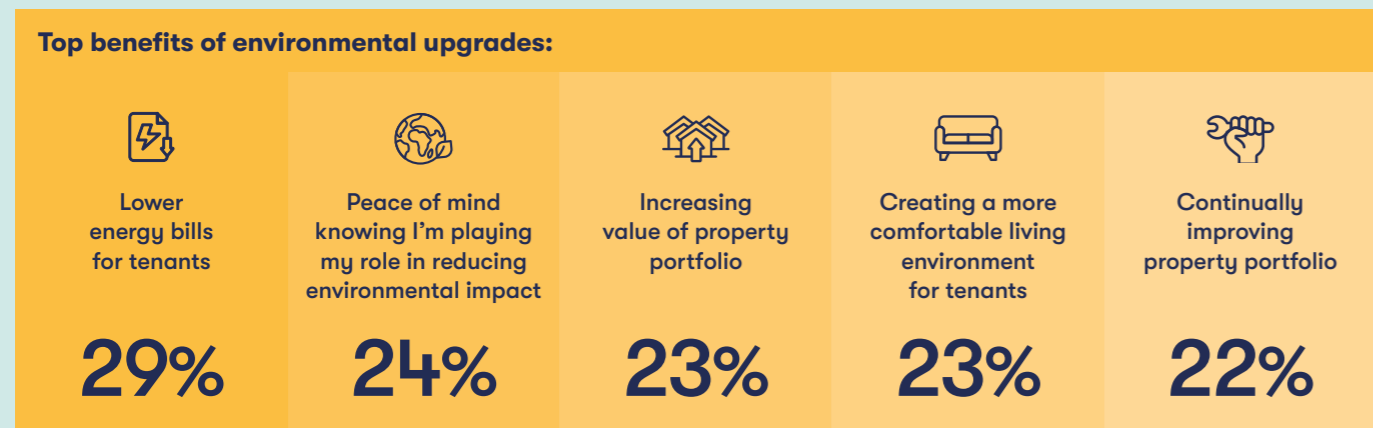 Top benefits of environmental upgrades:
Lower
energy bills
for tenants
29%
Peace of mind
knowing I'm playing
my role in reducing
environmental impact
24%
Increasing
value of property
portfolio
23%
Creating a more
comfortable living
environment
for tenants
23%
Continually
improving
property portfolio
22%